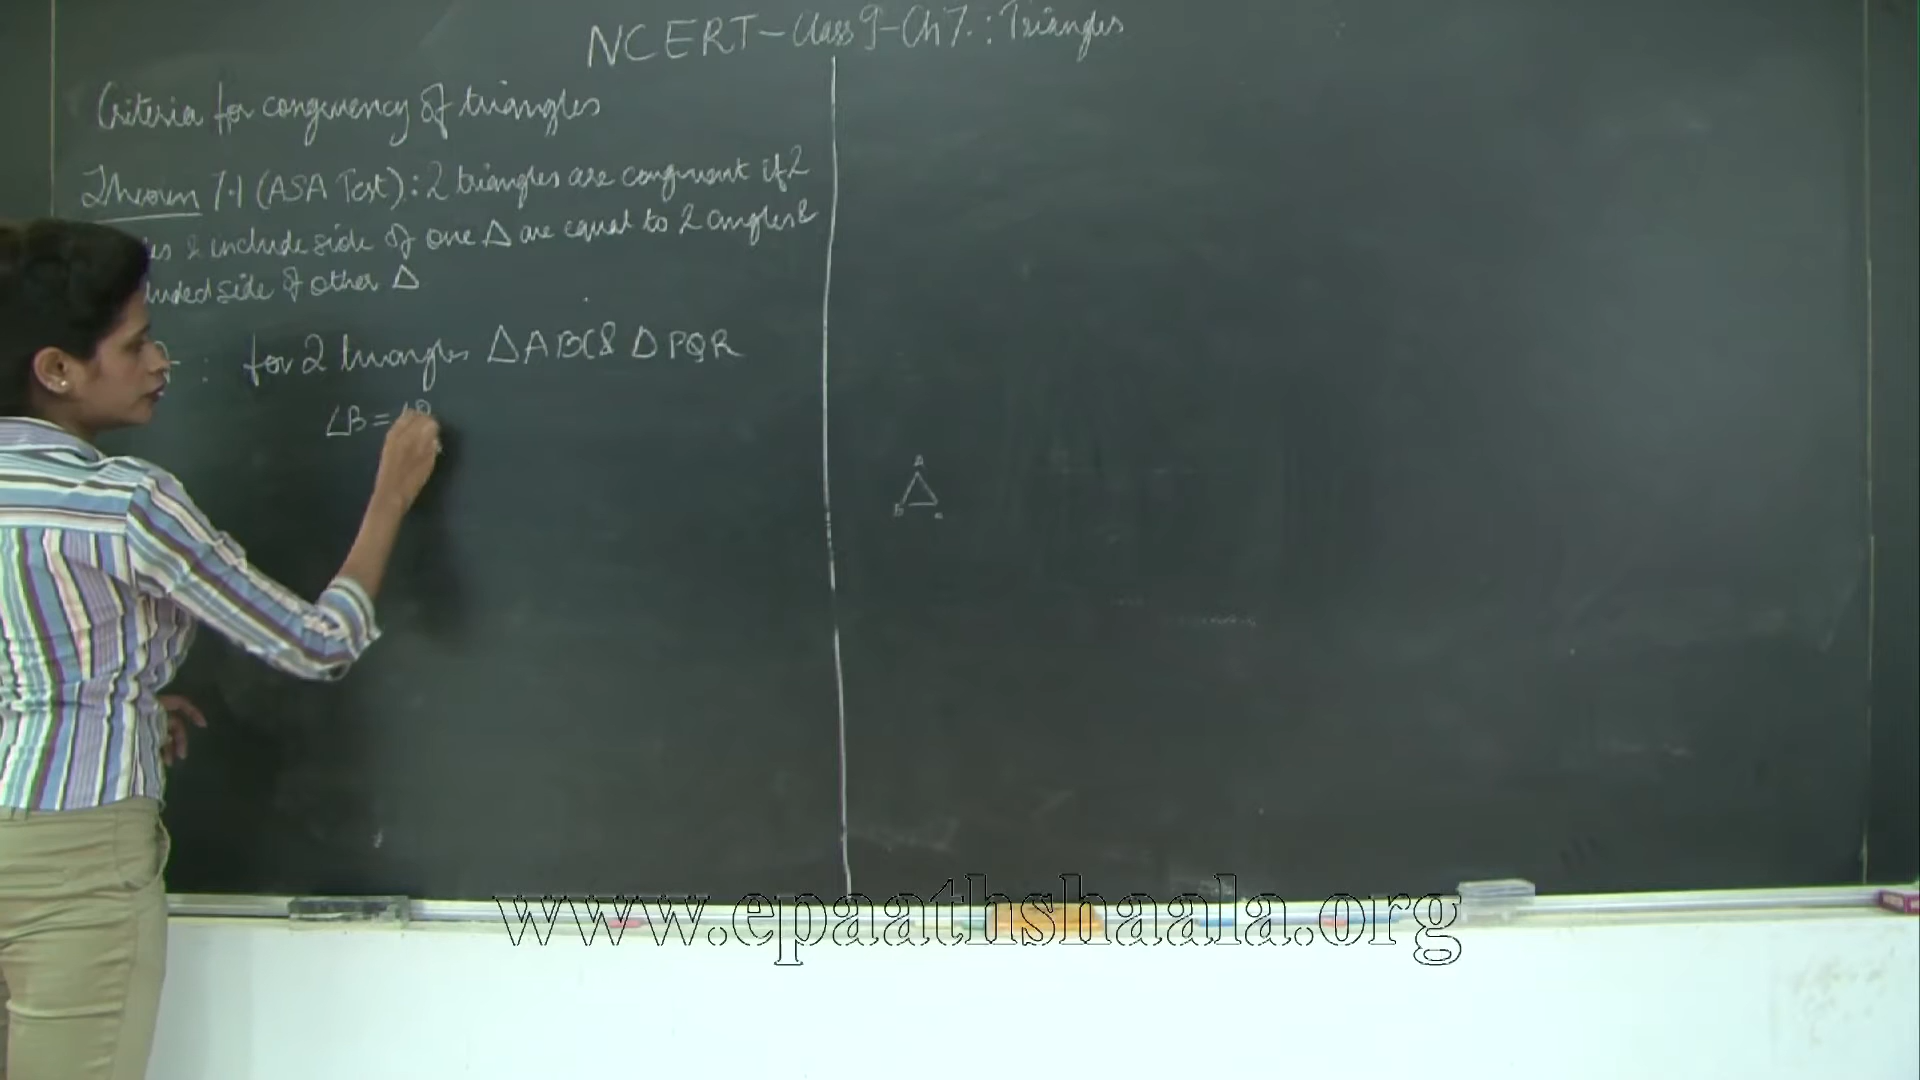 NCERT - Class 9 - Ch 7. : Triangles
Criteria for congruency of triangles
Theorem 7.1 (ASA Test) : 2 triangles are congruent if 2
& include side of one Δ are equal to 2 angles &
side of other Δ
for 2 triangles Δ ABC & Δ PQR
∠B = ∠Q
A
B
www.epaathshaala.org